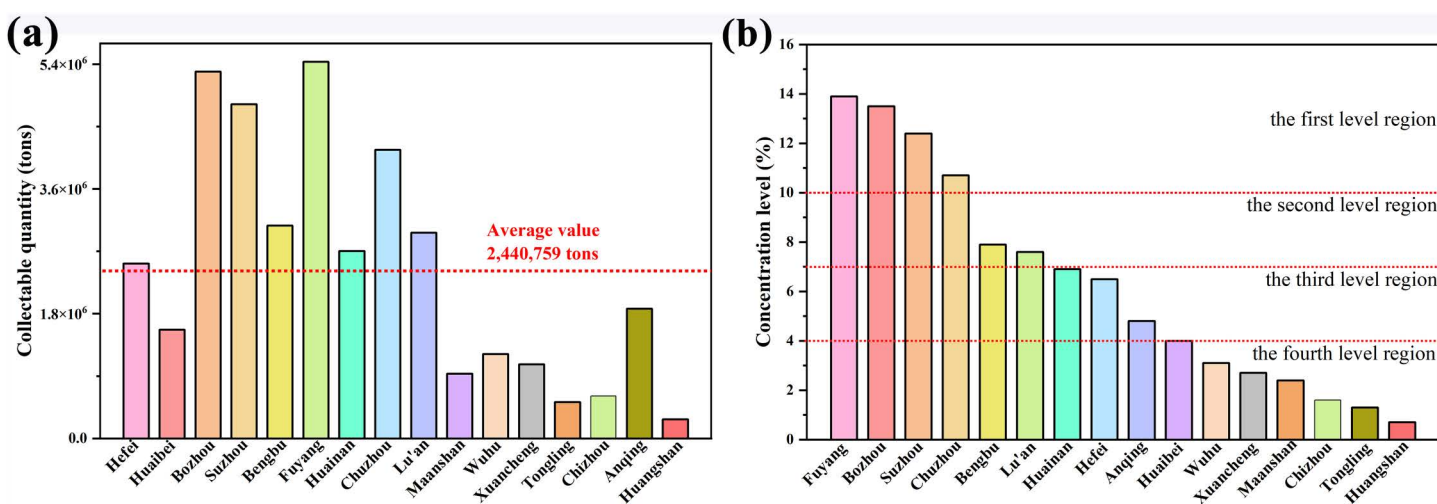 (a)
Collectable quantity (tons)
5.4×10⁶
3.6×10⁶
1.8×10⁶
0.0
Average value
2,440,759 tons
Hefei
Huaibei
Bozhou
Suzhou
Bengbu
Fuyang
Huainan
Chuzhou
Lu'an
Maanshan
Wuhu
Xuancheng
Tongling
Chizhou
Anqing
Huangshan
(b)
Concentration level (%)
16
14
12
10
8
6
4
2
0
the first level region
the second level region
the third level region
the fourth level region
Fuyang
Bozhou
Suzhou
Chuzhou
Bengbu
Lu'an
Huainan
Hefei
Anqing
Huaibei
Wuhu
Xuancheng
Maanshan
Chizhou
Tongling
Huangshan